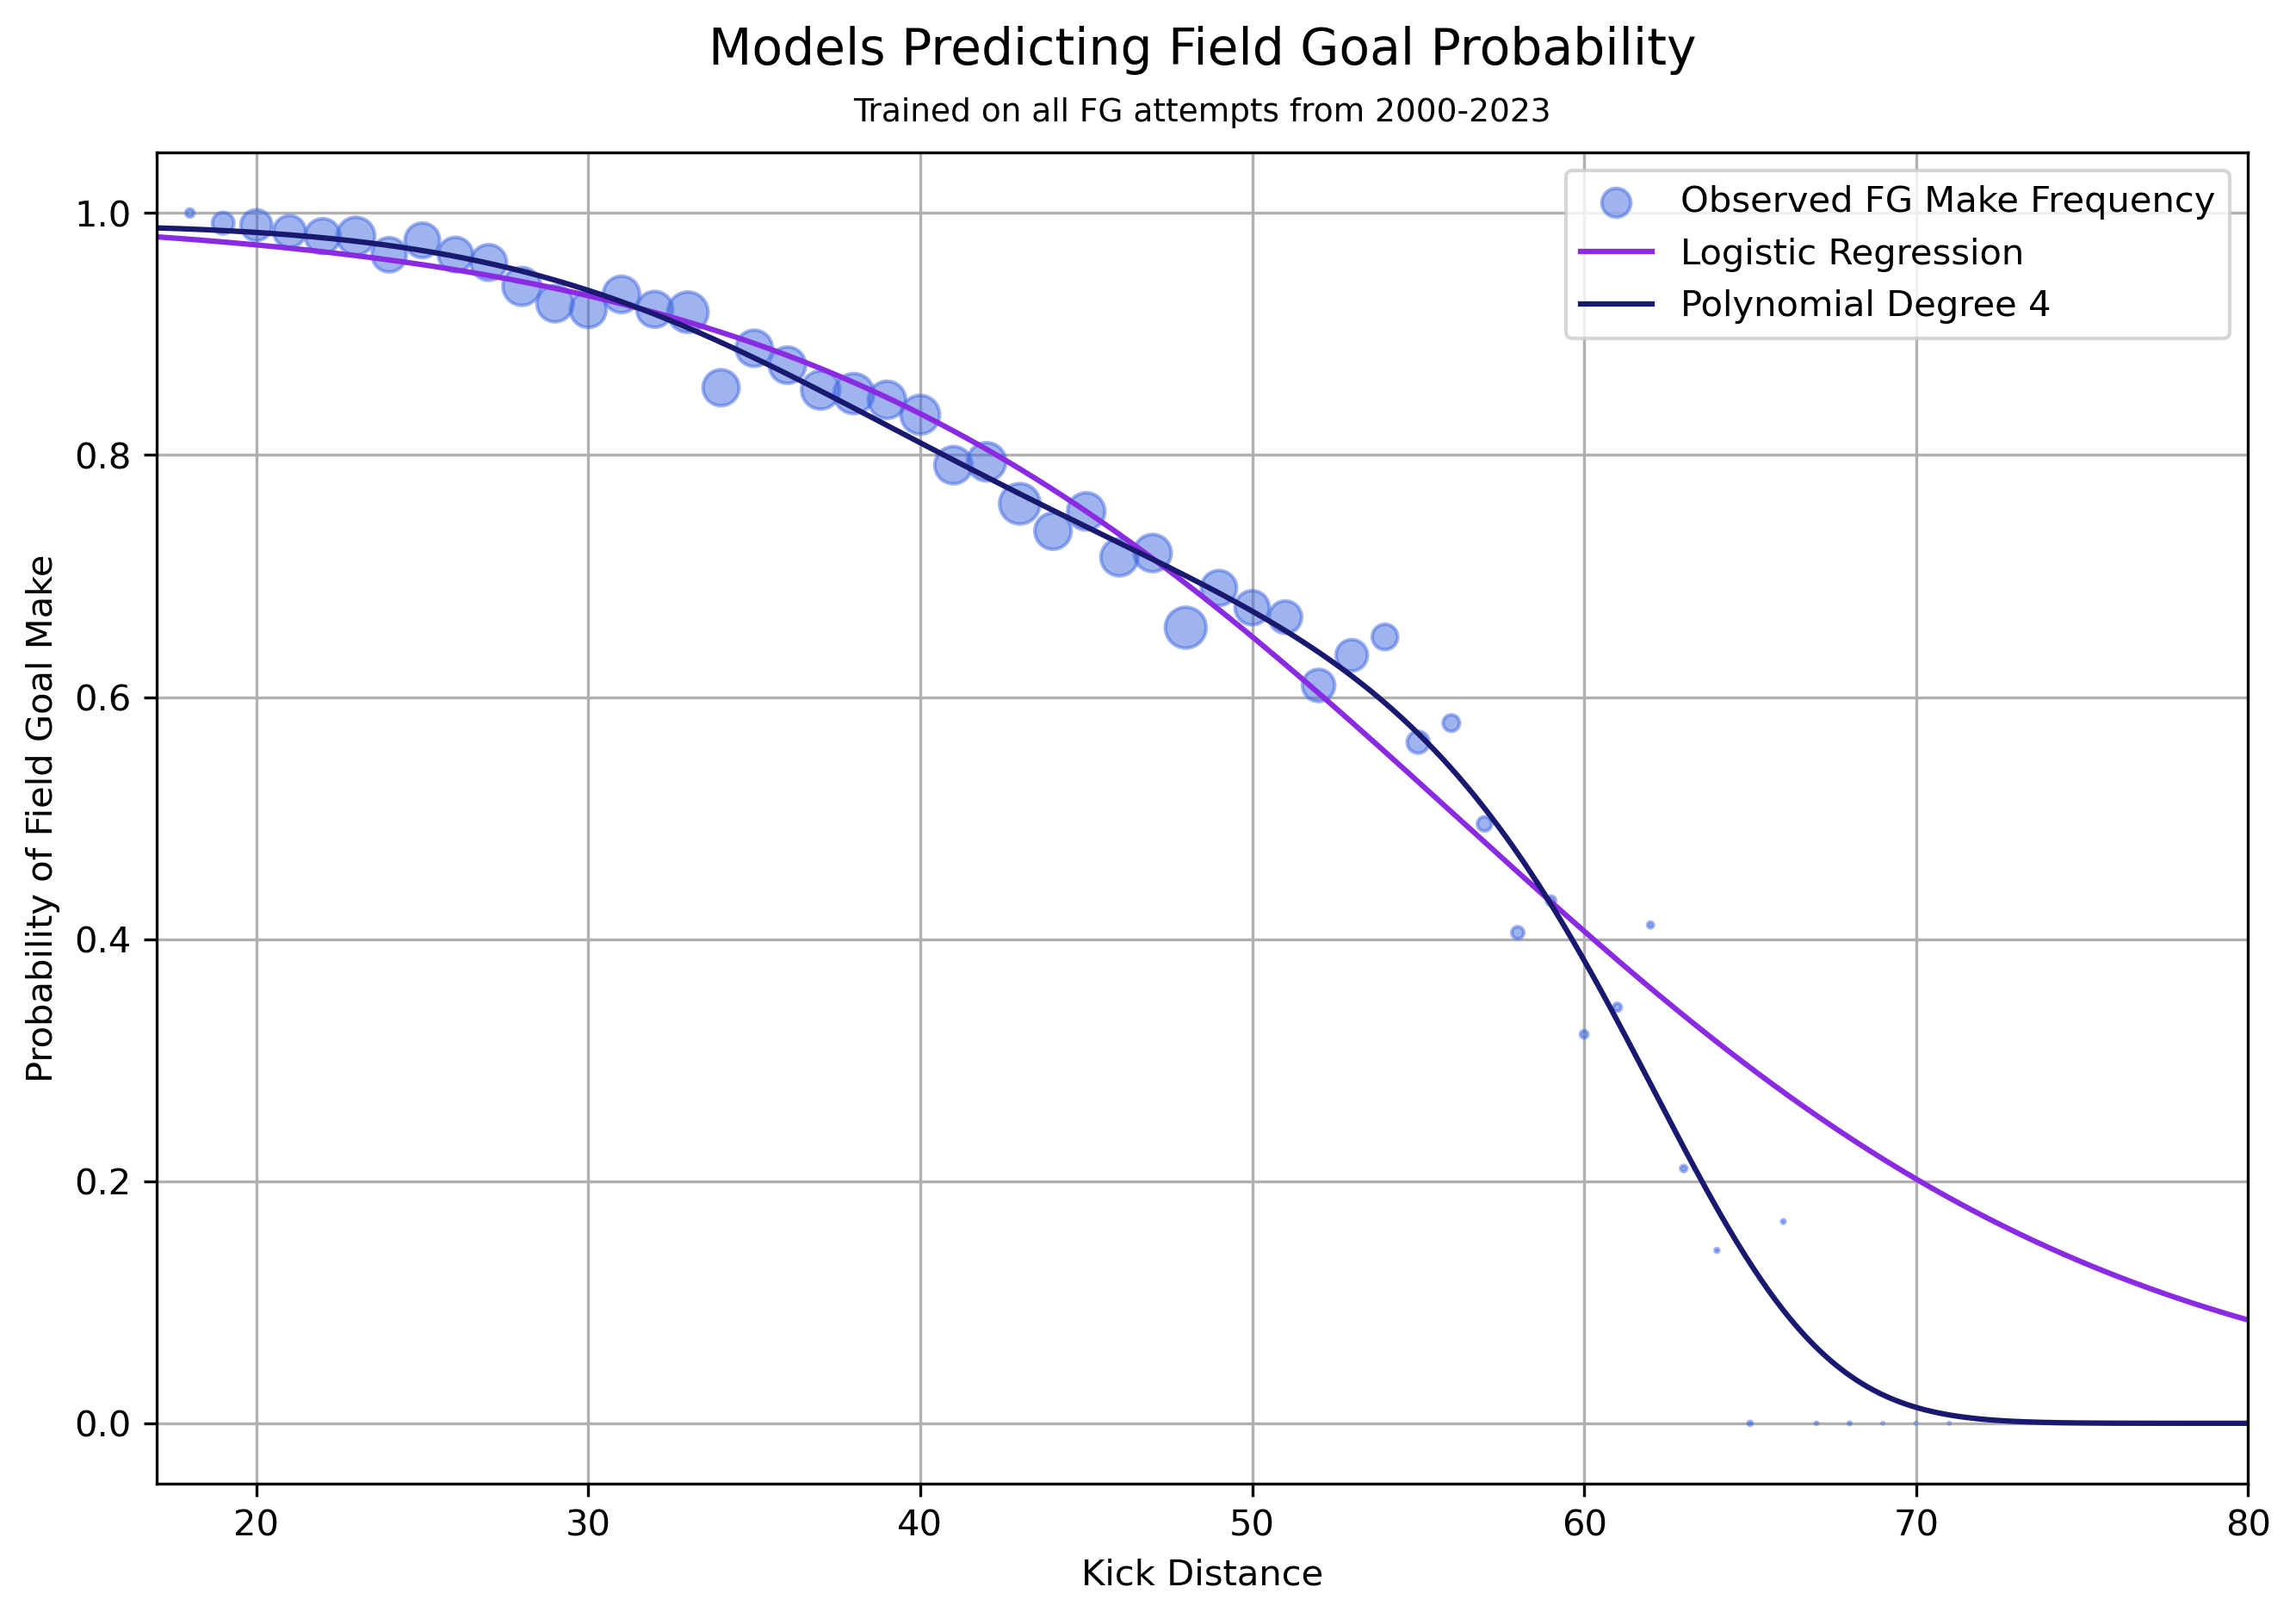 Models Predicting Field Goal Probability
Trained on all FG attempts from 2000-2023
Observed FG Make Frequency
Logistic Regression
Polynomial Degree 4
Probability of Field Goal Make
1.0
0.8
0.6
0.4
0.2
0.0
20 30 40 50 60 70 80
Kick Distance